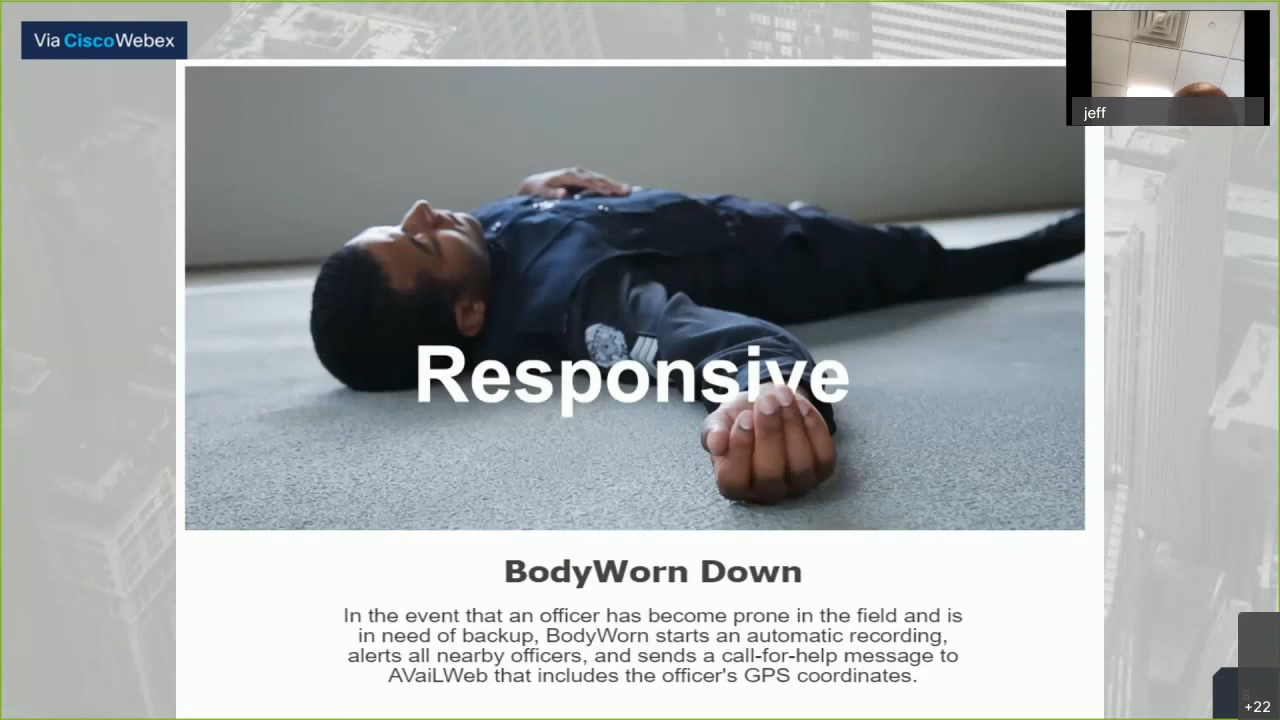 Via Cisco Webex
jeff
Responsive
BodyWorn Down
In the event that an officer has become prone in the field and is
in need of backup, BodyWorn starts an automatic recording,
alerts all nearby officers, and sends a call-for-help message to
AVaiLWeb that includes the officer's GPS coordinates.
+22